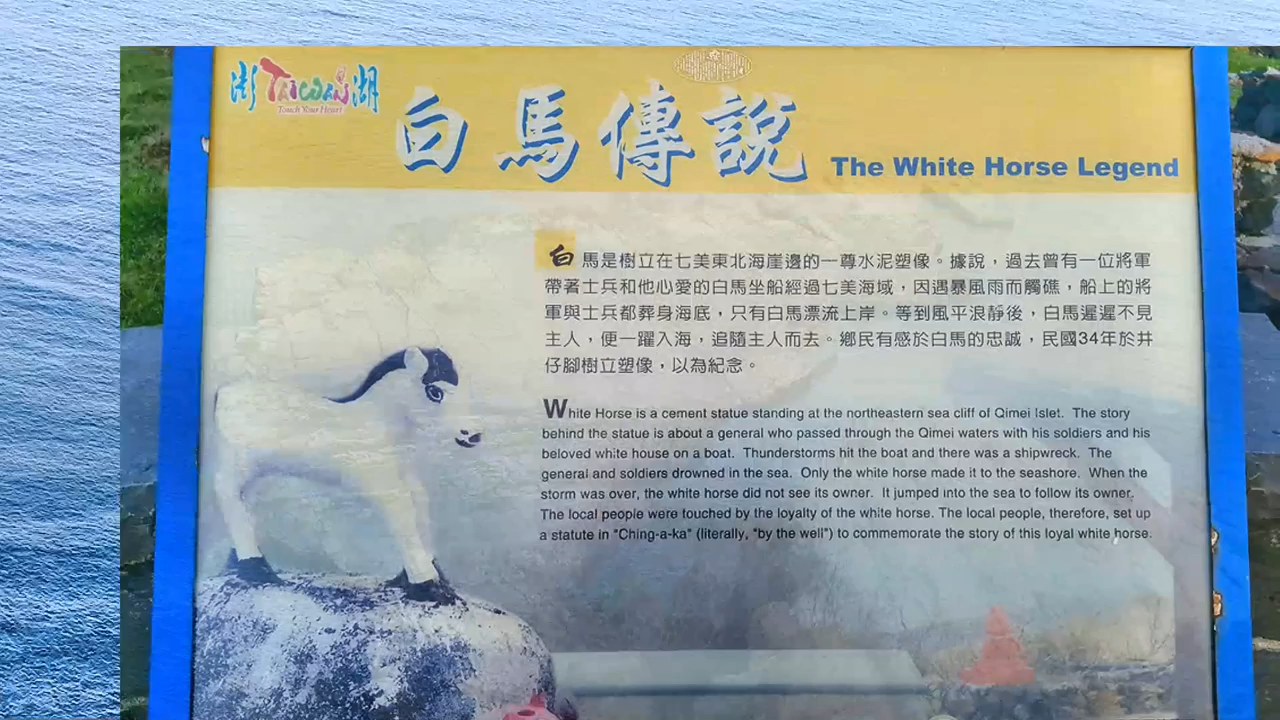 澎 TAIWAN 湖
Touch Your Heart
白馬傳說
The White Horse Legend
白馬是樹立在七美東北海崖邊的一尊水泥塑像。據說，過去曾有一位將軍
帶著士兵和他心愛的白馬坐船經過七美海域，因遇暴風雨而觸礁，船上的將
軍與士兵都葬身海底，只有白馬漂流上岸。等到風平浪靜後，白馬遲遲不見
主人，便一躍入海，追隨主人而去。鄉民有感於白馬的忠誠，民國34年於井
仔腳樹立塑像，以為紀念。
White Horse is a cement statue standing at the northeastern sea cliff of Qimei Islet. The story
behind the statue is about a general who passed through the Qimei waters with his soldiers and his
beloved white house on a boat. Thunderstorms hit the boat and there was a shipwreck. The
general and soldiers drowned in the sea. Only the white horse made it to the seashore. When the
storm was over, the white horse did not see its owner. It jumped into the sea to follow its owner.
The local people were touched by the loyalty of the white horse. The local people, therefore, set up
a statute in "Ching-a-ka" (literally, "by the well") to commemorate the story of this loyal white horse.